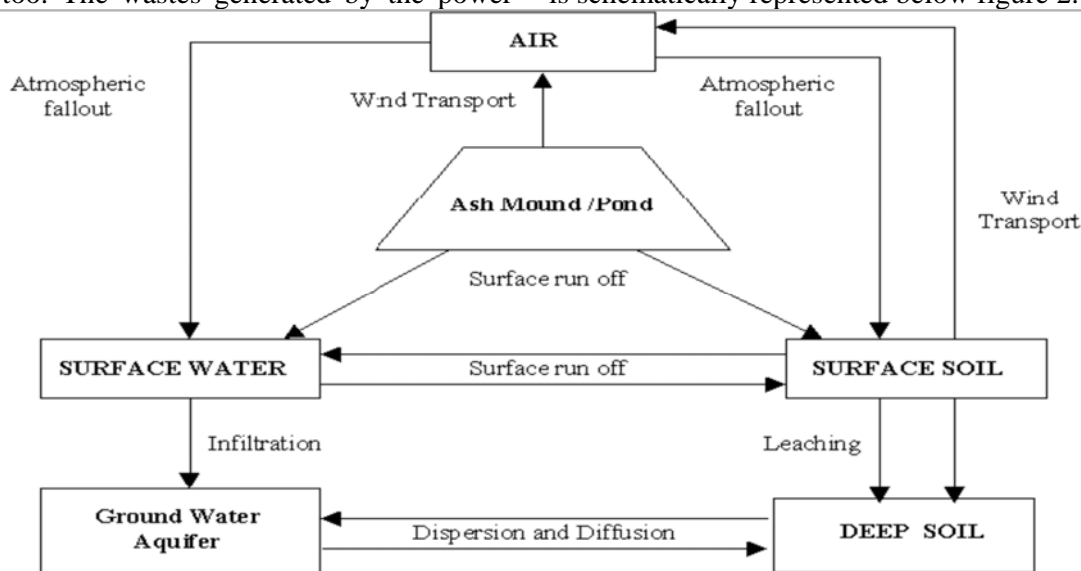 too. The wastes generated by the power is schematically represented below figure 2.
AIR
Atmospheric
fallout
Wind Transport
Atmospheric
fallout
Ash Mound /Pond
Wind
Transport
Surface run off
SURFACE WATER
Surface run off
SURFACE SOIL
Infiltration
Leaching
Ground Water
Aquifer
Dispersion and Diffusion
DEEP SOIL